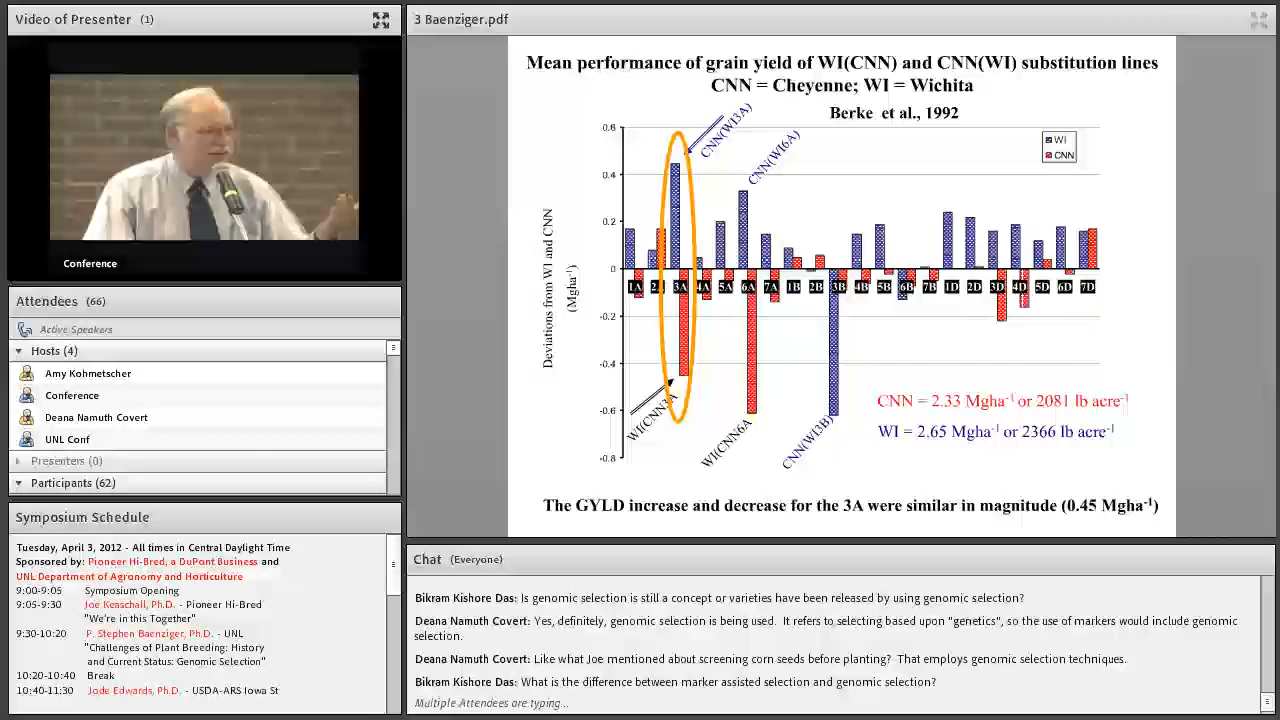 Video of Presenter (1)
Conference
Attendees (66)
Active Speakers
Hosts (4)
Amy Kohmetscher
Conference
Deana Namuth Covert
UNL Conf
Presenters (0)
Participants (62)
Symposium Schedule
Tuesday, April 3, 2012 - All times in Central Daylight Time
Sponsored by: Pioneer Hi-Bred, a DuPont Business and
UNL Department of Agronomy and Horticulture
9:00-9:05 Symposium Opening
9:05-9:30 Joe Keaschall, Ph.D. - Pioneer Hi-Bred
"We're in this Together"
9:30-10:20 P. Stephen Baenziger, Ph.D. - UNL
"Challenges of Plant Breeding: History
and Current Status: Genomic Selection"
10:20-10:40 Break
10:40-11:30 Jode Edwards, Ph.D. - USDA-ARS Iowa St
3 Baenziger.pdf
Mean performance of grain yield of WI(CNN) and CNN(WI) substitution lines
CNN = Cheyenne; WI = Wichita
Berke et al., 1992
WI
CNN
CNN(WI3A)
CNN(WI6A)
0.6
0.4
0.2
0
-0.2
-0.4
-0.6
-0.8
Deviations from WI and CNN
(Mgha-1)
1A 2A 3A 4A 5A 6A 7A 1B 2B 3B 4B 5B 6B 7B 1D 2D 3D 4D 5D 6D 7D
WI(CNN3A
WI(CNN6A
CNN(WI3B)
CNN = 2.33 Mgha-1 or 2081 lb acre-1
WI = 2.65 Mgha-1 or 2366 lb acre-1
The GYLD increase and decrease for the 3A were similar in magnitude (0.45 Mgha-1)
Chat (Everyone)
Bikram Kishore Das: Is genomic selection is still a concept or varieties have been released by using genomic selection?
Deana Namuth Covert: Yes, definitely, genomic selection is being used. It refers to selecting based upon "genetics", so the use of markers would include genomic
selection.
Deana Namuth Covert: Like what Joe mentioned about screening corn seeds before planting? That employs genomic selection techniques.
Bikram Kishore Das: What is the difference between marker assisted selection and genomic selection?
Multiple Attendees are typing...